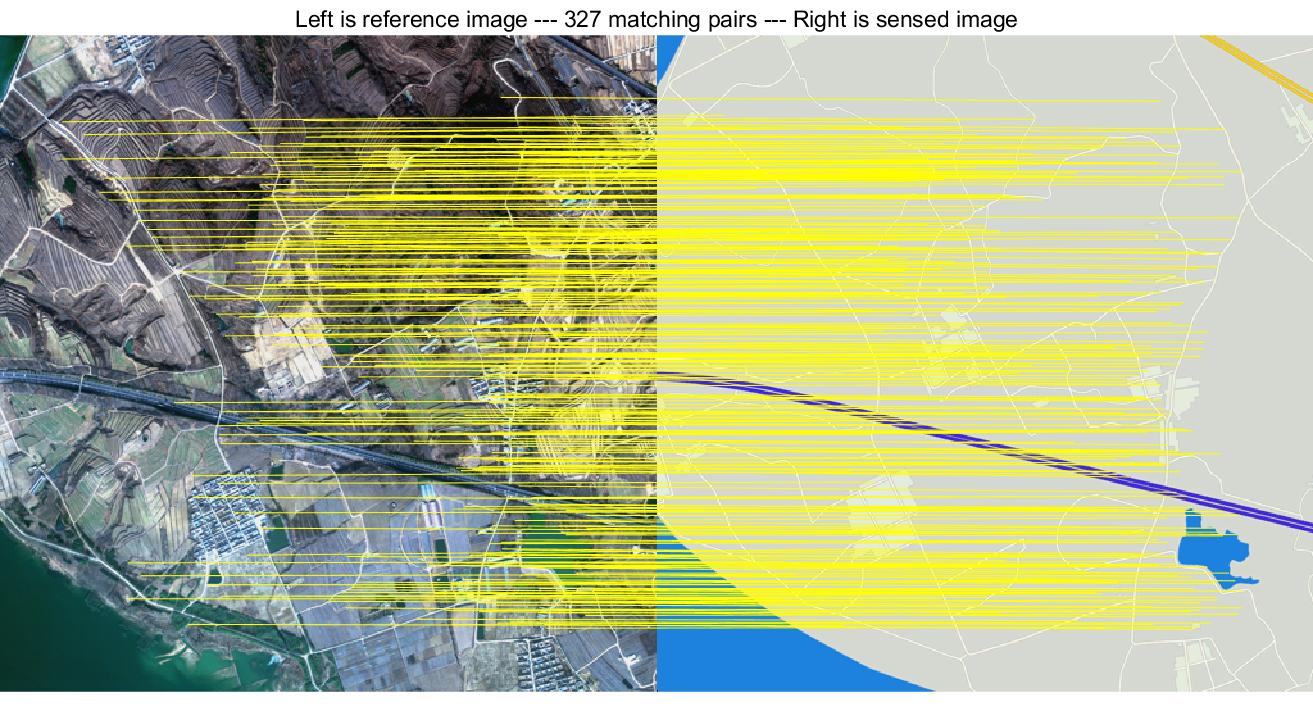 Left is reference image --- 327 matching pairs --- Right is sensed image